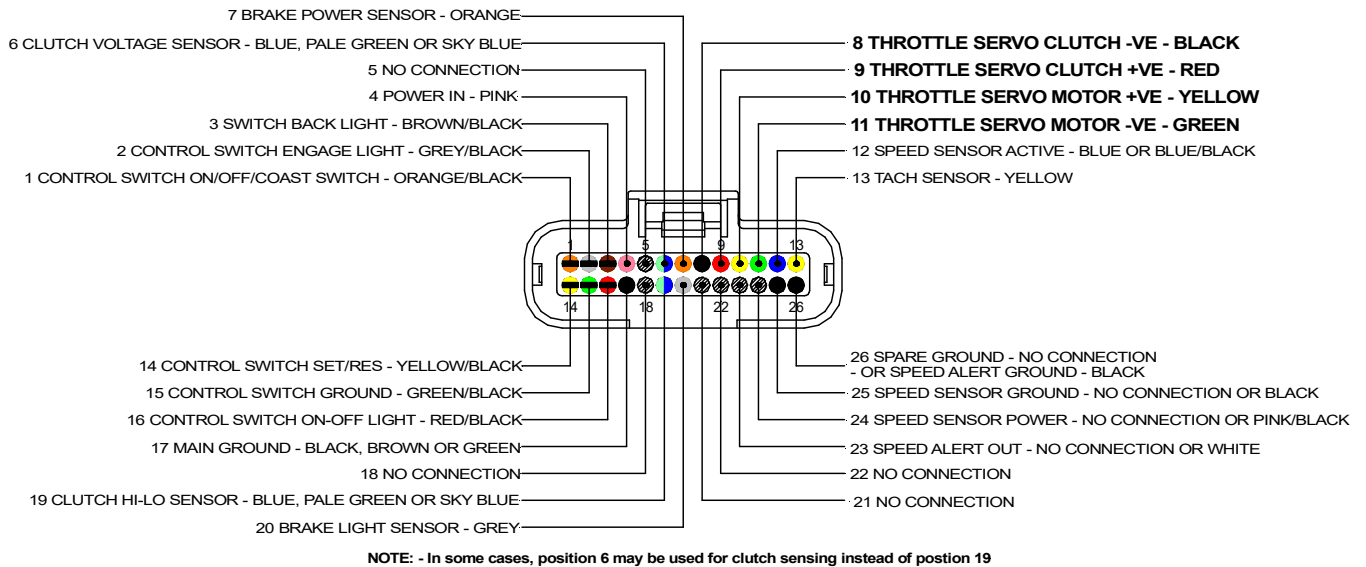 7 BRAKE POWER SENSOR - ORANGE
6 CLUTCH VOLTAGE SENSOR - BLUE, PALE GREEN OR SKY BLUE
5 NO CONNECTION
4 POWER IN - PINK
3 SWITCH BACK LIGHT - BROWN/BLACK
2 CONTROL SWITCH ENGAGE LIGHT - GREY/BLACK
1 CONTROL SWITCH ON/OFF/COAST SWITCH - ORANGE/BLACK
8 THROTTLE SERVO CLUTCH -VE - BLACK
9 THROTTLE SERVO CLUTCH +VE - RED
10 THROTTLE SERVO MOTOR +VE - YELLOW
11 THROTTLE SERVO MOTOR -VE - GREEN
12 SPEED SENSOR ACTIVE - BLUE OR BLUE/BLACK
13 TACH SENSOR - YELLOW
1 5 9 13
14 18 22 26
14 CONTROL SWITCH SET/RES - YELLOW/BLACK
15 CONTROL SWITCH GROUND - GREEN/BLACK
16 CONTROL SWITCH ON-OFF LIGHT - RED/BLACK
17 MAIN GROUND - BLACK, BROWN OR GREEN
18 NO CONNECTION
19 CLUTCH HI-LO SENSOR - BLUE, PALE GREEN OR SKY BLUE
20 BRAKE LIGHT SENSOR - GREY
26 SPARE GROUND - NO CONNECTION
- OR SPEED ALERT GROUND - BLACK
25 SPEED SENSOR GROUND - NO CONNECTION OR BLACK
24 SPEED SENSOR POWER - NO CONNECTION OR PINK/BLACK
23 SPEED ALERT OUT - NO CONNECTION OR WHITE
22 NO CONNECTION
21 NO CONNECTION
NOTE: - In some cases, position 6 may be used for clutch sensing instead of postion 19